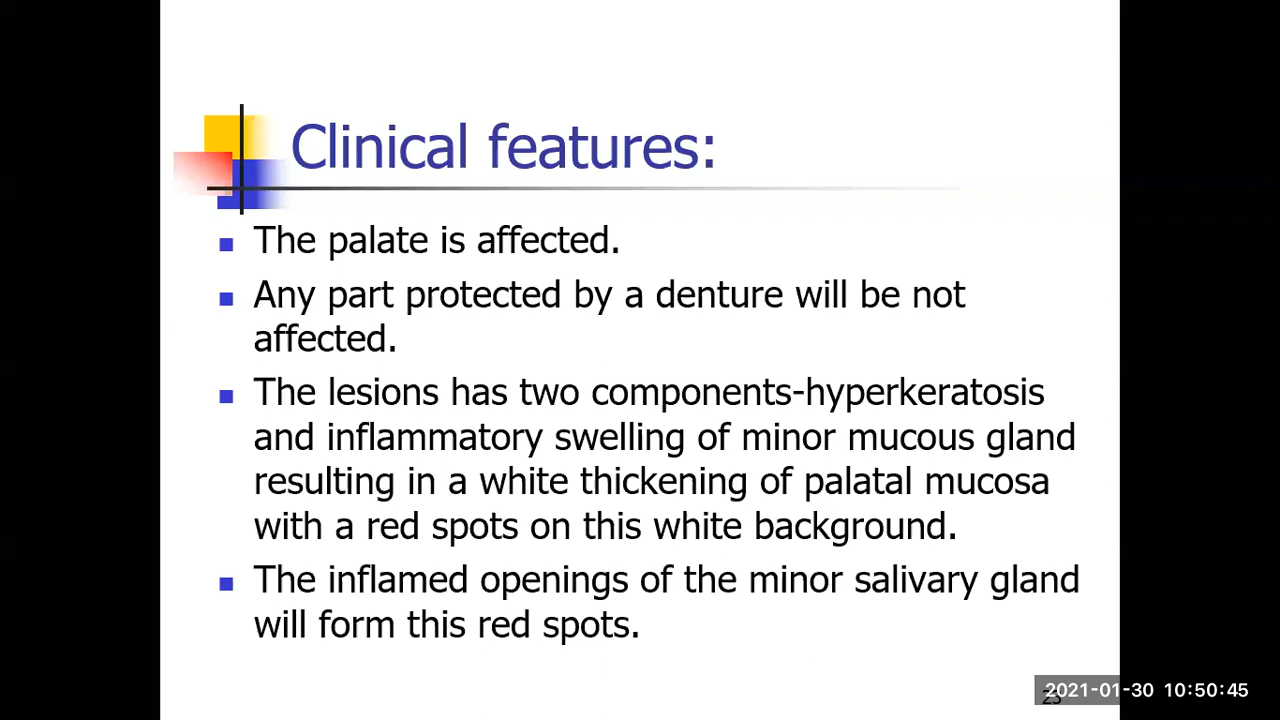 Clinical features:
The palate is affected.
Any part protected by a denture will be not
affected.
The lesions has two components-hyperkeratosis
and inflammatory swelling of minor mucous gland
resulting in a white thickening of palatal mucosa
with a red spots on this white background.
The inflamed openings of the minor salivary gland
will form this red spots.
2021-01-30 10:50:45